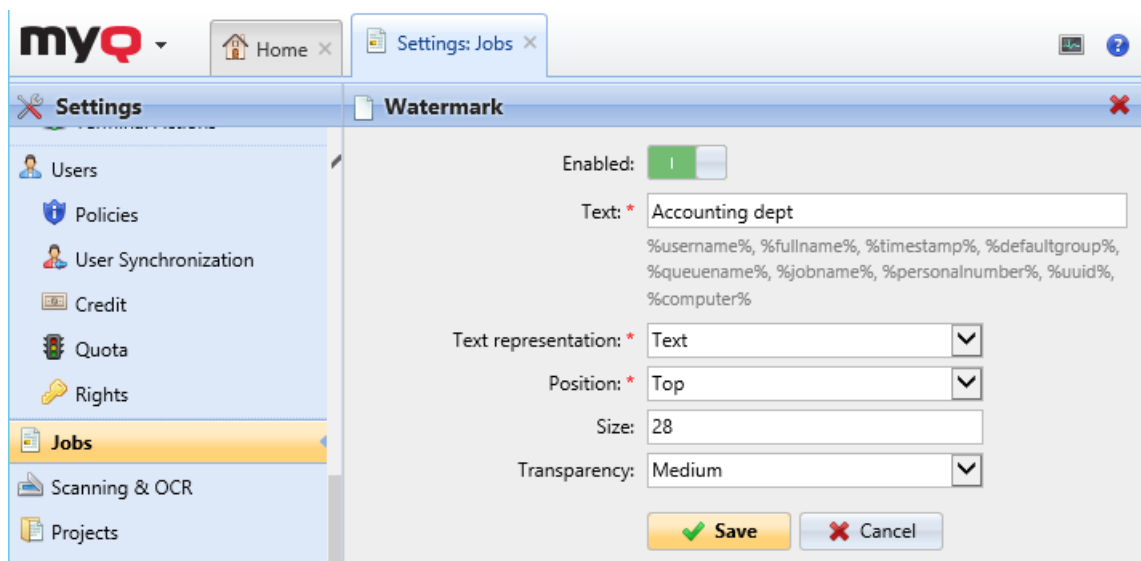 myQ
Home
Settings: Jobs
Settings
Watermark
Users
Policies
User Synchronization
Credit
Quota
Rights
Jobs
Scanning & OCR
Projects
Enabled:
Text: * Accounting dept
%username%, %fullname%, %timestamp%, %defaultgroup%,
%queuename%, %jobname%, %personalnumber%, %uuid%,
%computer%
Text representation: * Text
Position: * Top
Size: 28
Transparency: Medium
Save Cancel